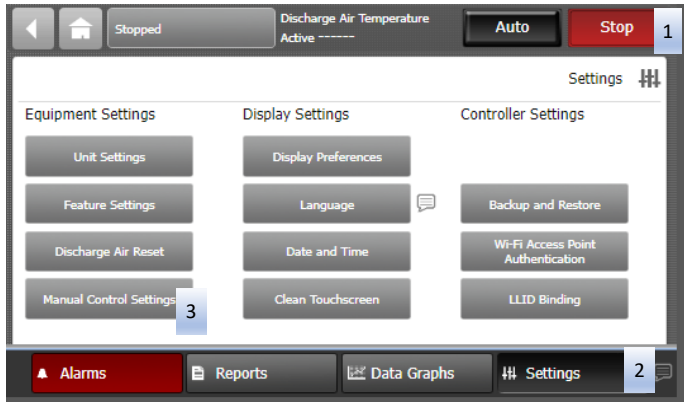 Stopped
Discharge Air Temperature
Active ------
Auto
Stop
1
Settings
Equipment Settings
Display Settings
Controller Settings
Unit Settings
Display Preferences
Feature Settings
Language
Backup and Restore
Discharge Air Reset
Date and Time
Wi-Fi Access Point
Authentication
Manual Control Settings
3
Clean Touchscreen
LLID Binding
Alarms
Reports
Data Graphs
Settings
2